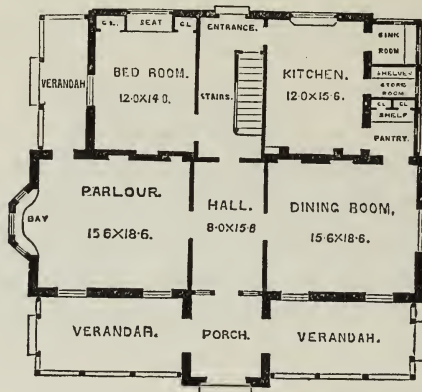 CL. SEAT CL
ENTRANCE.
SINK
ROOM
VERANDAH
BED ROOM.
12.0X14.0.
STAIRS.
KITCHEN.
12.0X15.6.
SHELVES
STORE
ROOM.
CL CL
SHELF
PANTRY.
PARLOUR.
15.6X18.6.
BAY
HALL.
8.0X15.6
DINING ROOM,
15.6X18.6.
VERANDAH.
PORCH.
VERANDAH.